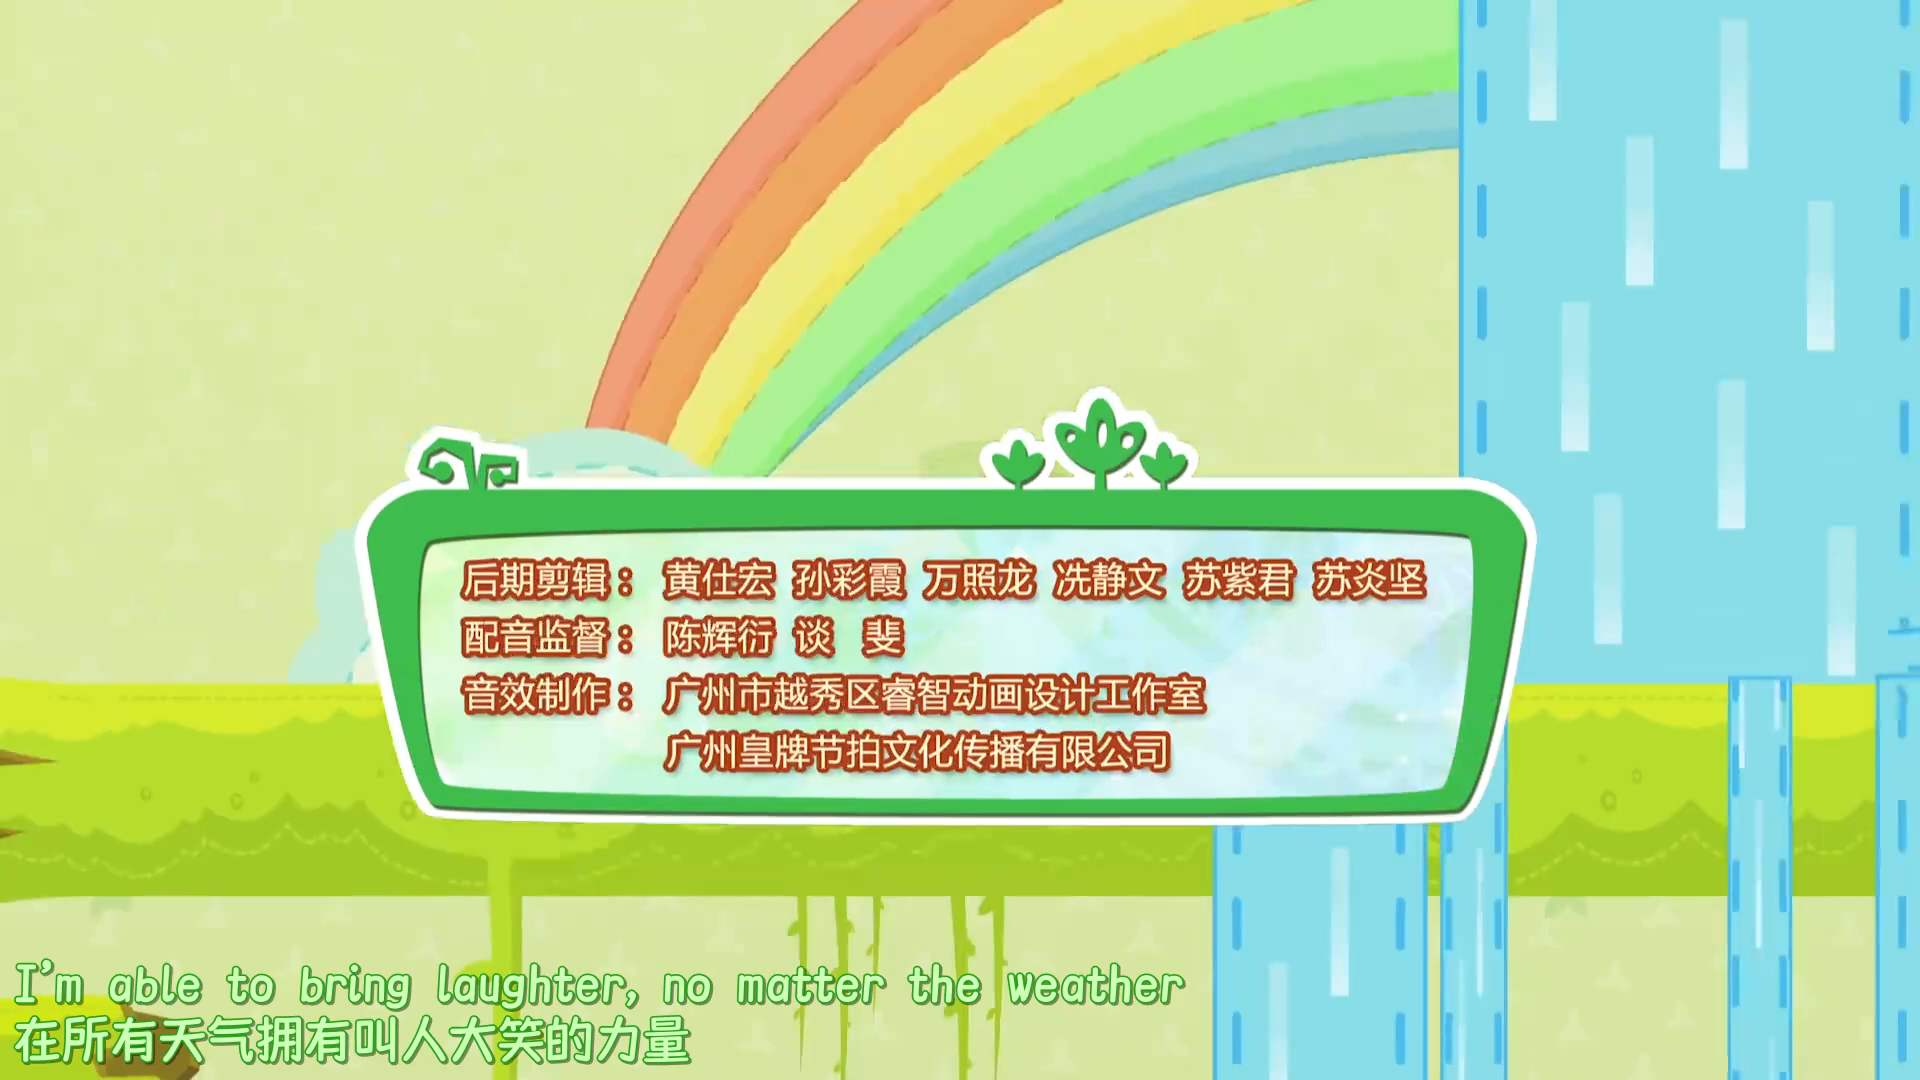 后期剪辑： 黄仕宏 孙彩霞 万照龙 冼静文 苏紫君 苏炎坚
配音监督： 陈辉衍 谈 斐
音效制作： 广州市越秀区睿智动画设计工作室
广州皇牌节拍文化传播有限公司
I'm able to bring laughter, no matter the weather
在所有天气拥有叫人大笑的力量